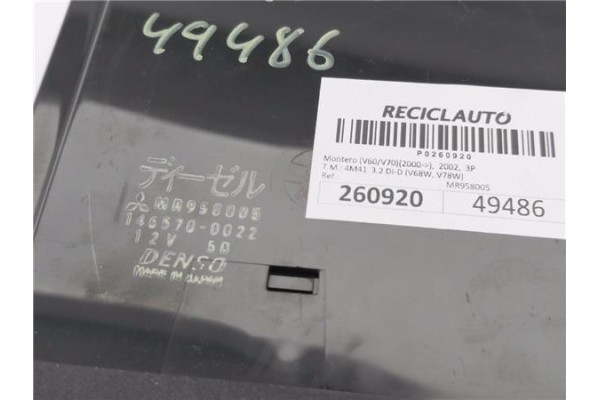 49486
RECICLAUTO
P0260920
Montero (V60/V70)(2000->), 2002, 3P
T.M.: 4M41 3.2 DI-D (V68W, V78W)
Ref.: MR958005
260920 49486
ディーゼル
MR958005
146570-0022
12V 5A
DENSO
MADE IN JAPAN